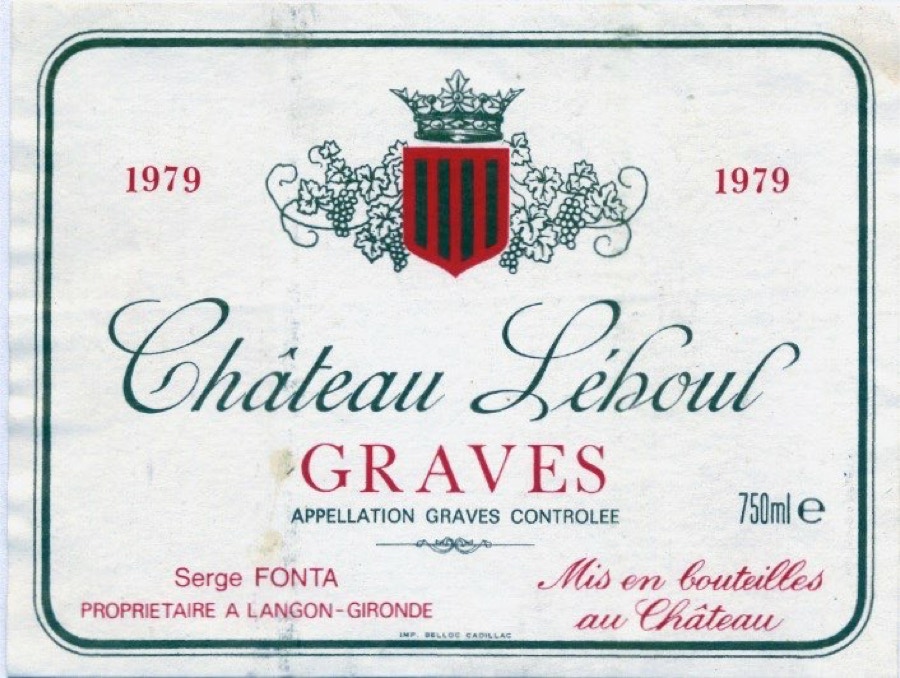 1979 1979
Château Léhoul
GRAVES
APPELLATION GRAVES CONTROLEE
750ml e
Serge FONTA
PROPRIETAIRE A LANGON-GIRONDE
Mis en bouteilles
au Château
IMP. BELLOC CADILLAC